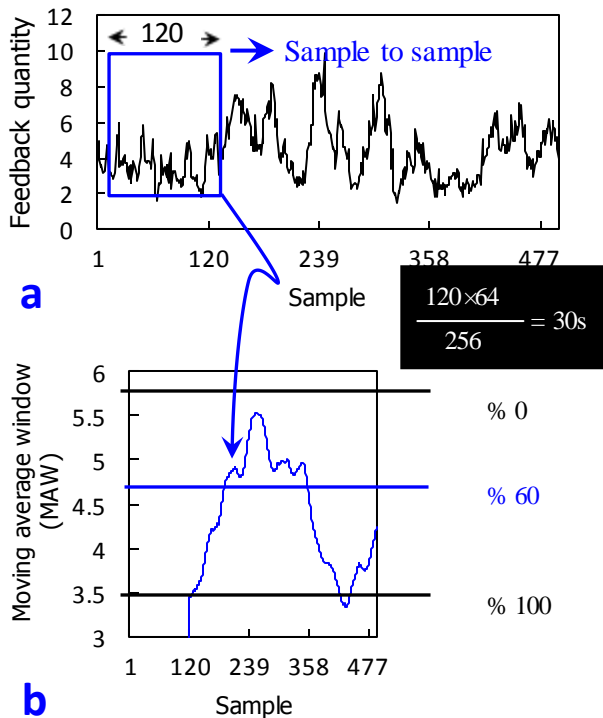 12
10
8
6
4
2
0
Feedback quantity
120
Sample to sample
1 120 239 358 477
Sample
a
120×64
256
= 30s
6
5.5
5
4.5
4
3.5
3
Moving average window
(MAW)
% 0
% 60
% 100
1 120 239 358 477
Sample
b